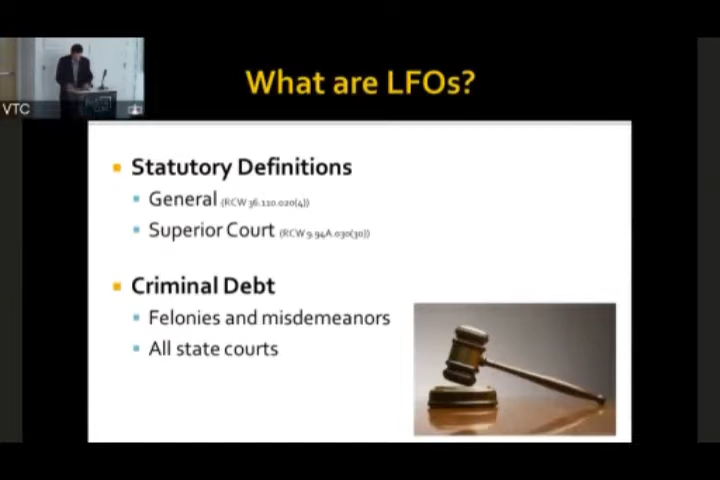 What are LFOs?
VTC
Statutory Definitions
General (RCW 36.110.020(4))
Superior Court (RCW 9.94A.030(30))
Criminal Debt
Felonies and misdemeanors
All state courts